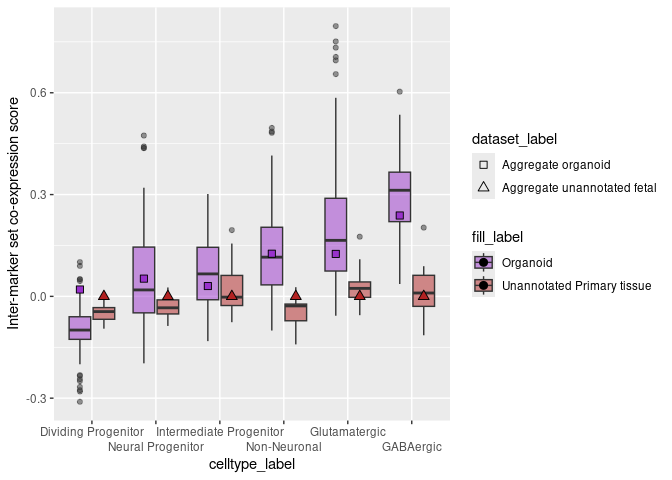 Inter-marker set co-expression score
0.6
0.3
0.0
-0.3
Dividing Progenitor
Neural Progenitor
Intermediate Progenitor
Non-Neuronal
Glutamatergic
GABAergic
celltype_label
dataset_label
Aggregate organoid
Aggregate unannotated fetal
fill_label
Organoid
Unannotated Primary tissue